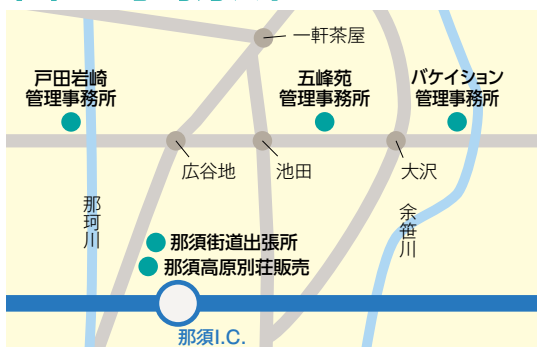 一軒茶屋
戸田岩崎
管理事務所
五峰苑
管理事務所
バケイション
管理事務所
広谷地
池田
大沢
那珂川
余笹川
那須街道出張所
那須高原別荘販売
那須I.C.